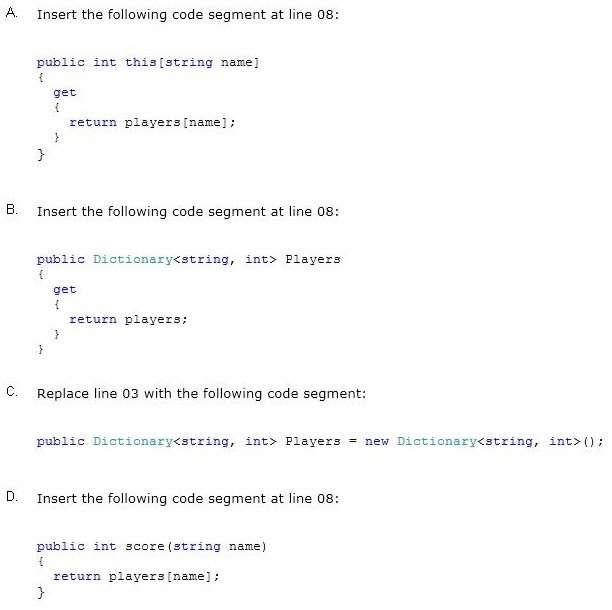 A. Insert the following code segment at line 08:
public int this[string name]
{
get
{
return players[name];
}
}
B. Insert the following code segment at line 08:
public Dictionary<string, int> Players
{
get
{
return players;
}
}
C. Replace line 03 with the following code segment:
public Dictionary<string, int> Players = new Dictionary<string, int>();
D. Insert the following code segment at line 08:
public int score(string name)
{
return players[name];
}